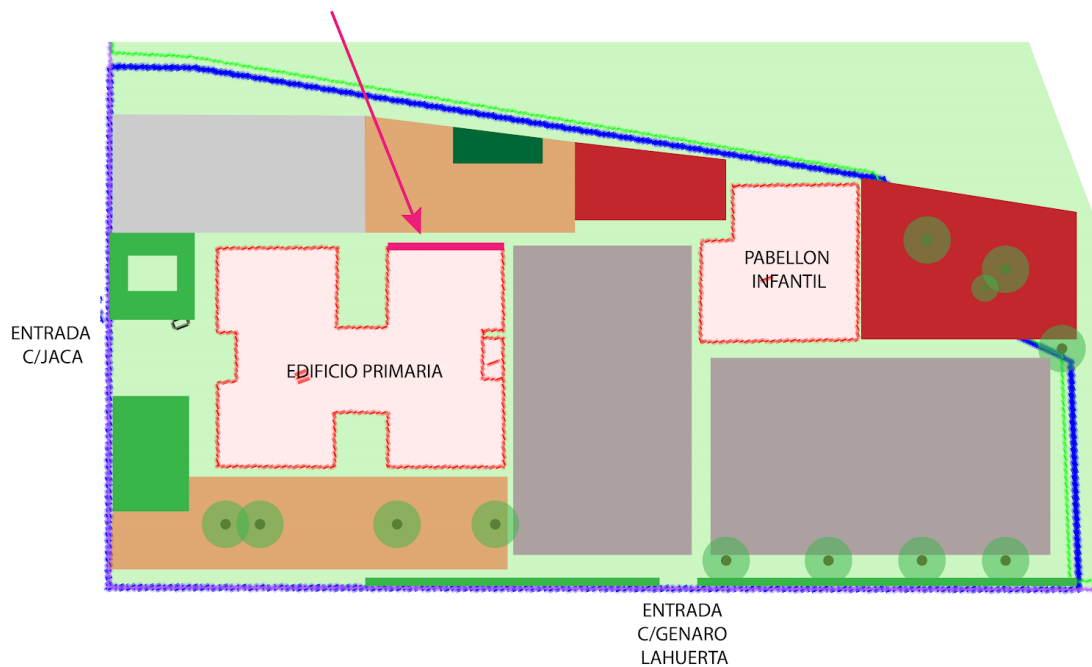 PABELLON
INFANTIL
ENTRADA
C/JACA
EDIFICIO PRIMARIA
ENTRADA
C/GENARO
LAHUERTA